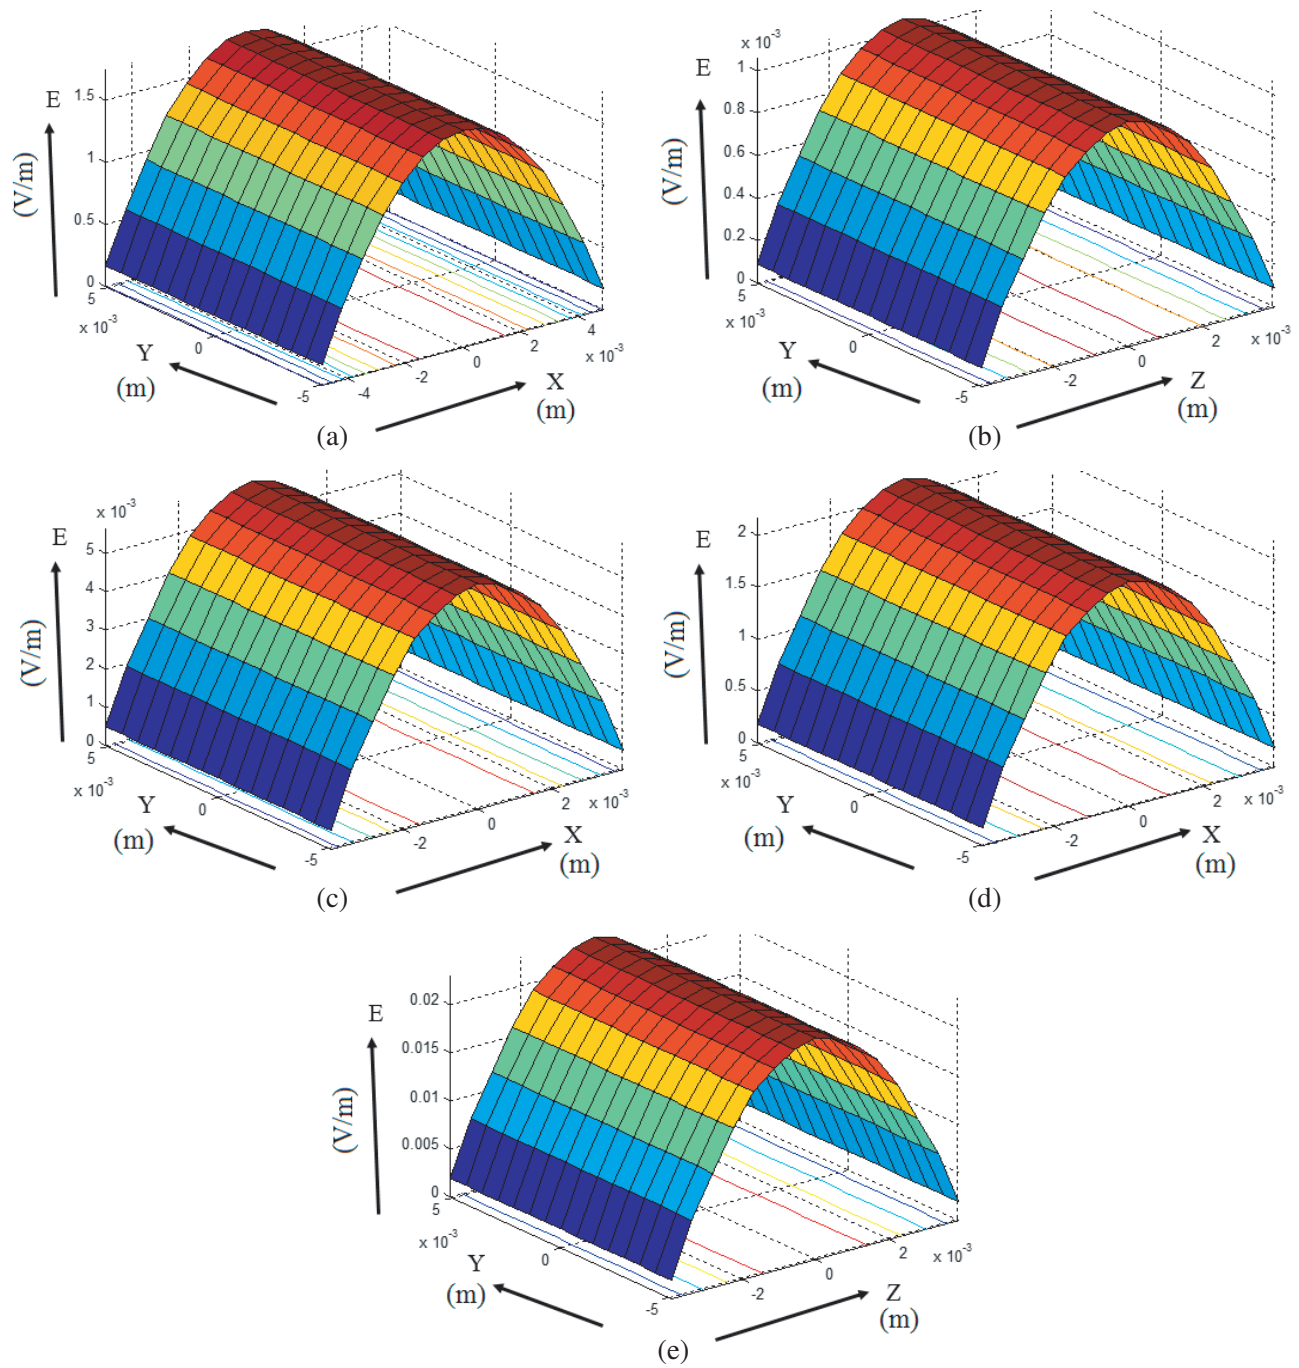 E
(V/m)
1.5
1
0.5
0
5
x 10-3
0
-5
Y
(m)
-4
-2
0
2
4
x 10-3
X
(m)
(a)
x 10-3
E
(V/m)
1
0.8
0.6
0.4
0.2
0
5
x 10-3
0
-5
Y
(m)
-2
0
2
x 10-3
Z
(m)
(b)
x 10-3
E
(V/m)
5
4
3
2
1
0
5
x 10-3
0
-5
Y
(m)
-2
0
2
x 10-3
X
(m)
(c)
E
(V/m)
2
1.5
1
0.5
0
5
x 10-3
0
-5
Y
(m)
-2
0
2
x 10-3
X
(m)
(d)
E
(V/m)
0.02
0.015
0.01
0.005
0
5
x 10-3
0
-5
Y
(m)
-2
0
2
x 10-3
Z
(m)
(e)